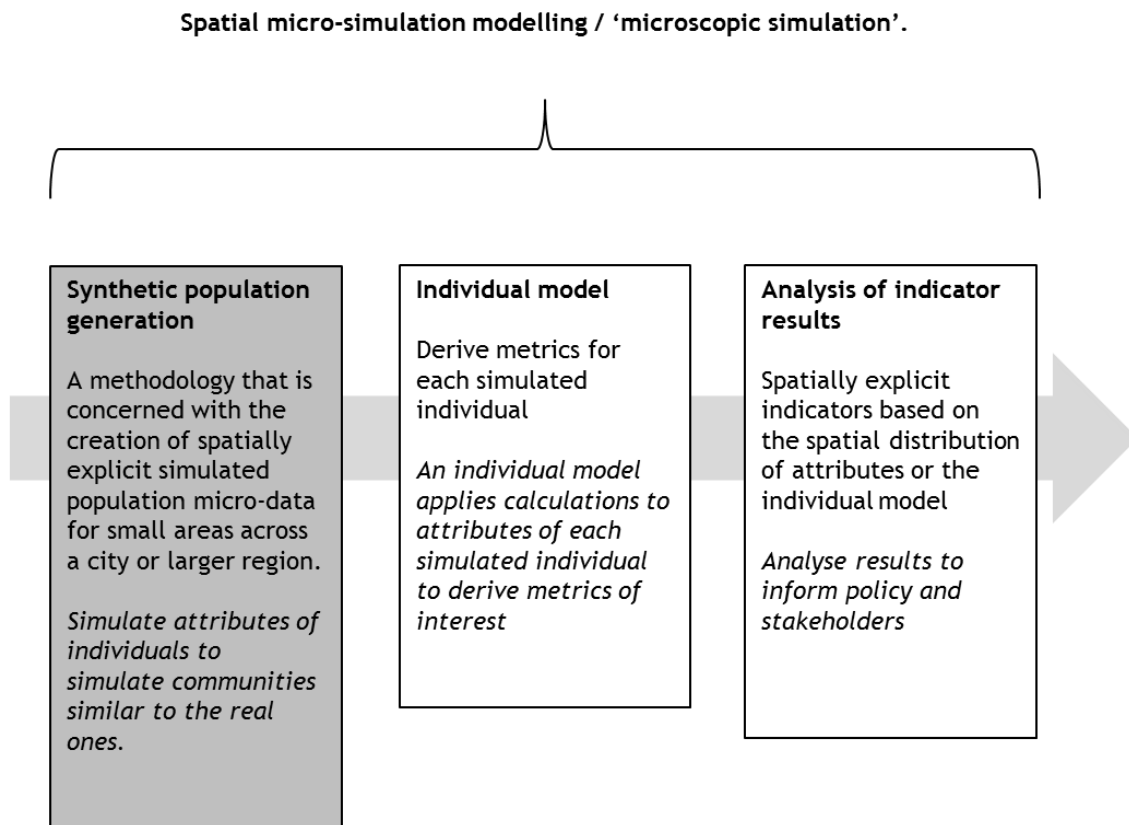 Spatial micro-simulation modelling / ‘microscopic simulation’.
Synthetic population
generation
A methodology that is
concerned with the
creation of spatially
explicit simulated
population micro-data
for small areas across
a city or larger region.
Simulate attributes of
individuals to
simulate communities
similar to the real
ones.
Individual model
Derive metrics for
each simulated
individual
An individual model
applies calculations to
attributes of each
simulated individual
to derive metrics of
interest
Analysis of indicator
results
Spatially explicit
indicators based on
the spatial distribution
of attributes or the
individual model
Analyse results to
inform policy and
stakeholders